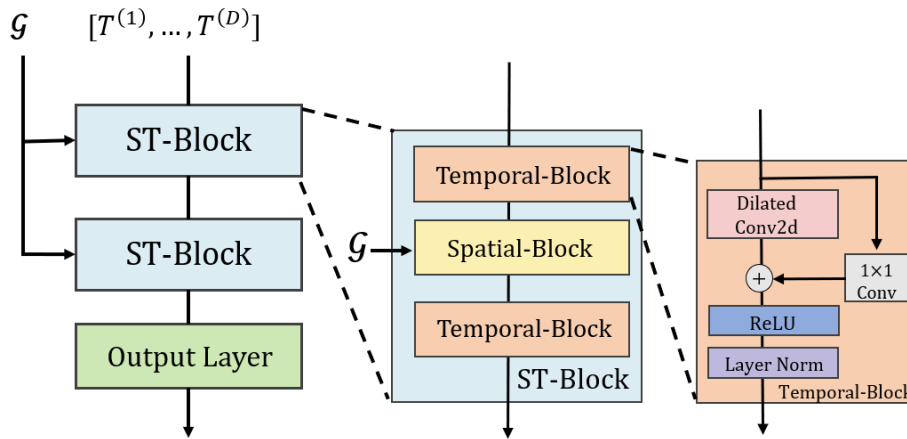 𝒢
[T⁽¹⁾, …, T⁽ᴰ⁾]
ST-Block
ST-Block
Output Layer
Temporal-Block
𝒢
Spatial-Block
Temporal-Block
ST-Block
Dilated
Conv2d
+
1×1
Conv
ReLU
Layer Norm
Temporal-Block